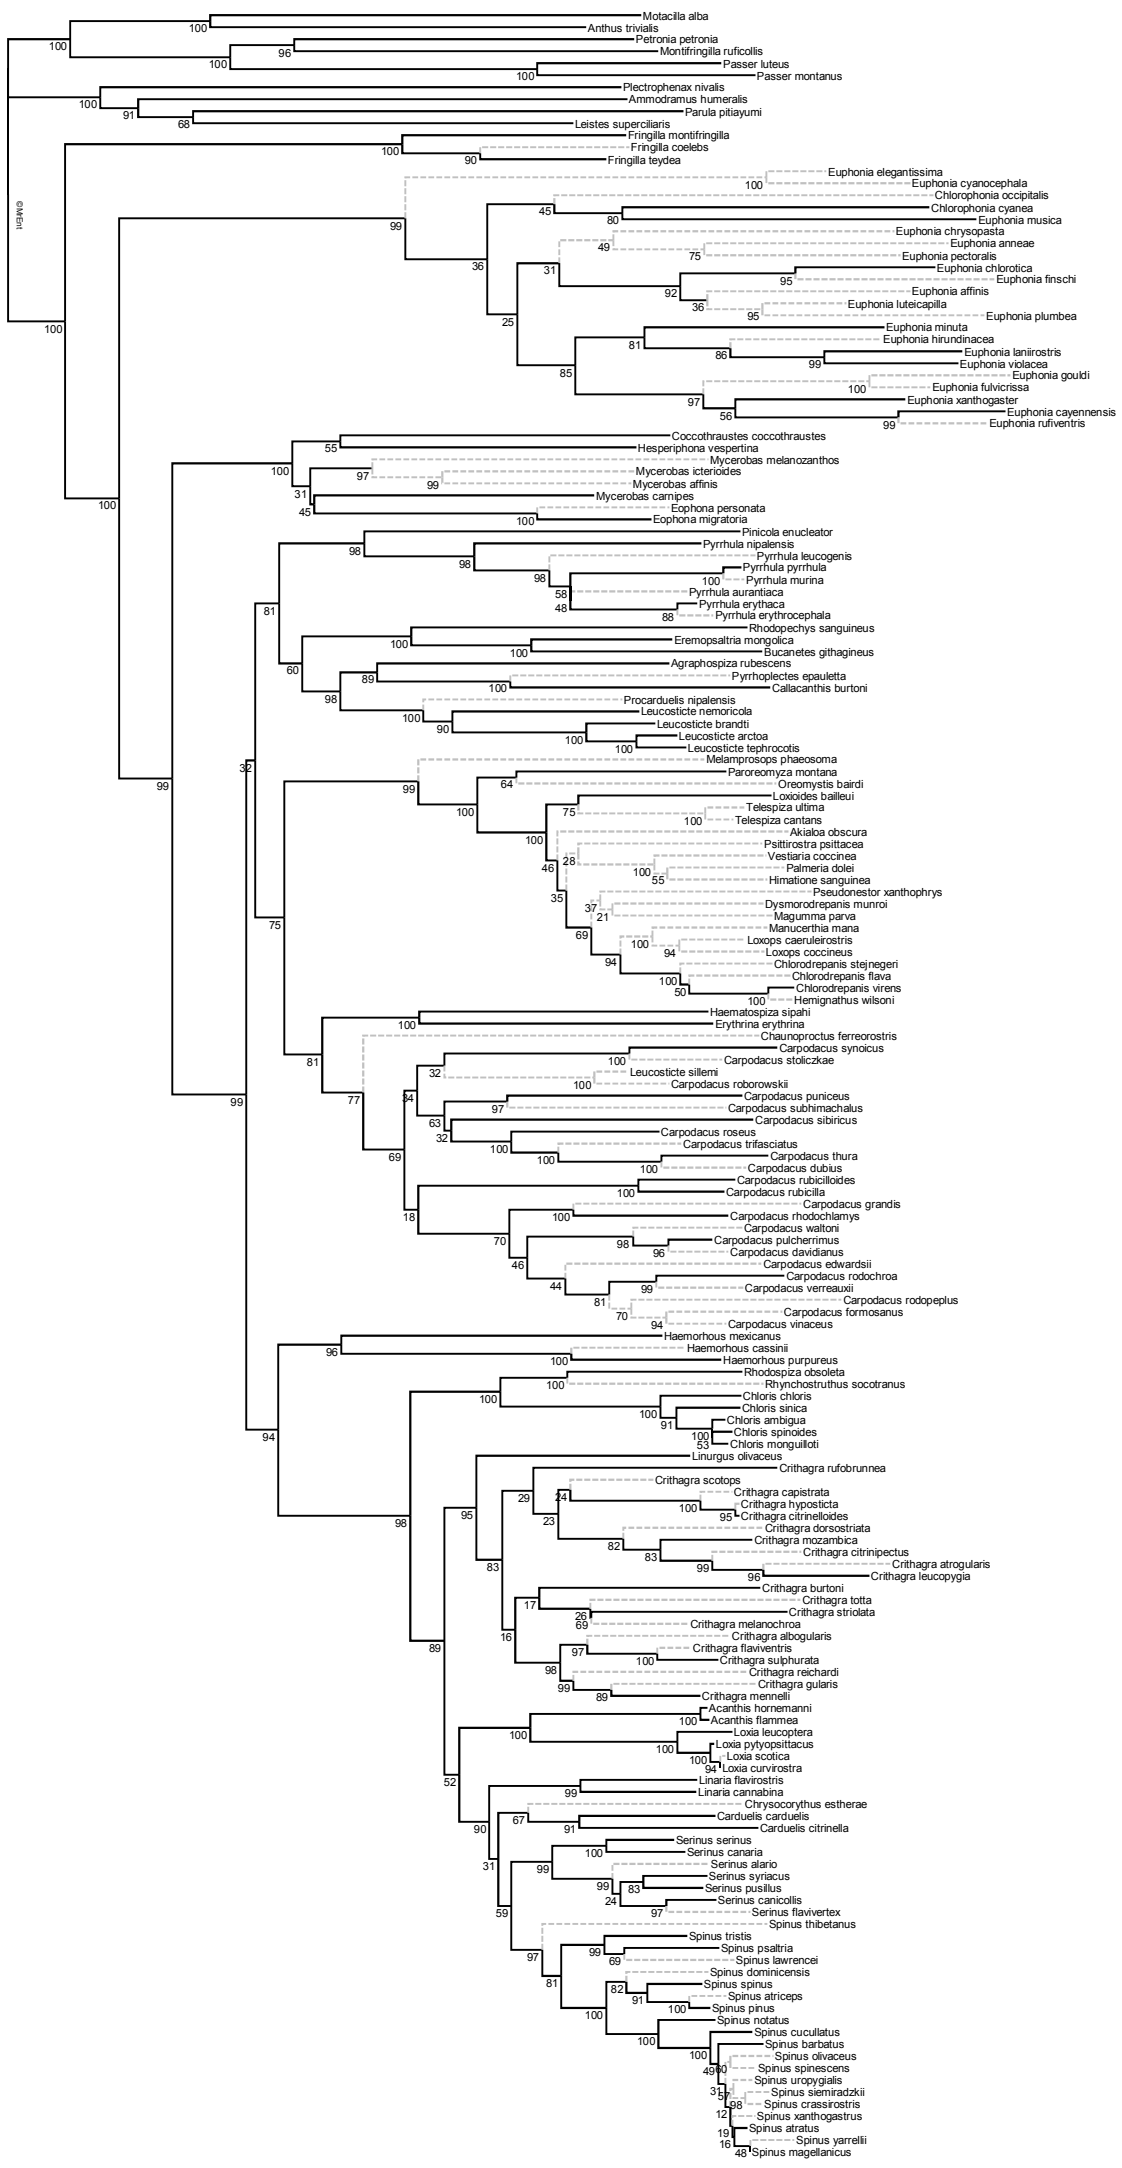 Motacilla alba
100
Anthus trivialis
100
Petronia petronia
96
Montifringilla ruficollis
100
Passer luteus
100
Passer montanus
Plectrophenax nivalis
100
Ammodramus humeralis
91
Parula pitiayumi
68
Leistes superciliaris
Fringilla montifringilla
100
Fringilla coelebs
90
Fringilla teydea
©MrEnt
Euphonia elegantissima
100
Euphonia cyanocephala
Chlorophonia occipitalis
45
Chlorophonia cyanea
80
Euphonia musica
99
Euphonia chrysopasta
49
Euphonia anneae
75
Euphonia pectoralis
36
31
Euphonia chlorotica
95
Euphonia finschi
92
Euphonia affinis
36
Euphonia luteicapilla
95
Euphonia plumbea
25
100
Euphonia minuta
81
Euphonia hirundinacea
86
Euphonia laniirostris
99
Euphonia violacea
85
Euphonia gouldi
100
Euphonia fulvicrissa
97
Euphonia xanthogaster
56
Euphonia cayennensis
99
Euphonia rufiventris
Coccothraustes coccothraustes
55
Hesperiphona vespertina
100
Mycerobas melanozanthos
97
Mycerobas icterioides
99
Mycerobas affinis
31
Mycerobas carnipes
45
100
Eophona personata
100
Eophona migratoria
Pinicola enucleator
98
Pyrrhula nipalensis
98
Pyrrhula leucogenis
98
Pyrrhula pyrrhula
100
Pyrrhula murina
58
Pyrrhula aurantiaca
48
Pyrrhula erythaca
88
Pyrrhula erythrocephala
81
Rhodopechys sanguineus
100
Eremopsaltria mongolica
100
Bucanetes githagineus
60
Agraphospiza rubescens
89
Pyrrhoplectes epauletta
100
Callacanthis burtoni
98
Procarduelis nipalensis
100
Leucosticte nemoricola
90
Leucosticte brandti
100
Leucosticte arctoa
100
Leucosticte tephrocotis
32
99
Melamprosops phaeosoma
99
Paroreomyza montana
64
Oreomystis bairdi
100
Loxioides bailleui
75
Telespiza ultima
100
Telespiza cantans
100
Akialoa obscura
46
Psittirostra psittacea
28
Vestiaria coccinea
100
Palmeria dolei
55
Himatione sanguinea
35
Pseudonestor xanthophrys
37
Dysmorodrepanis munroi
21
Magumma parva
69
75
Manucerthia mana
100
Loxops caeruleirostris
94
Loxops coccineus
94
Chlorodrepanis stejnegeri
100
Chlorodrepanis flava
50
Chlorodrepanis virens
100
Hemignathus wilsoni
Haematospiza sipahi
100
Erythrina erythrina
81
Chaunoproctus ferreorostris
77
Carpodacus synoicus
100
Carpodacus stoliczkae
32
Leucosticte sillemi
100
Carpodacus roborowskii
34
99
Carpodacus puniceus
97
Carpodacus subhimachalus
63
Carpodacus sibiricus
32
Carpodacus roseus
100
Carpodacus trifasciatus
100
Carpodacus thura
100
Carpodacus dubius
69
Carpodacus rubicilloides
100
Carpodacus rubicilla
18
Carpodacus grandis
100
Carpodacus rhodochlamys
70
Carpodacus waltoni
98
Carpodacus pulcherrimus
96
Carpodacus davidianus
46
Carpodacus edwardsii
44
Carpodacus rodochroa
99
Carpodacus verreauxii
81
Carpodacus rodopeplus
70
Carpodacus formosanus
94
Carpodacus vinaceus
Haemorhous mexicanus
96
Haemorhous cassinii
100
Haemorhous purpureus
94
Rhodospiza obsoleta
100
Rhynchostruthus socotranus
100
Chloris chloris
100
Chloris sinica
91
Chloris ambigua
100
Chloris spinoides
53
Chloris monguilloti
98
Linurgus olivaceus
95
Crithagra rufobrunnea
29
Crithagra scotops
24
Crithagra capistrata
100
Crithagra hyposticta
95
Crithagra citrinelloides
23
Crithagra dorsostriata
82
Crithagra mozambica
83
Crithagra citrinipectus
99
Crithagra atrogularis
96
Crithagra leucopygia
83
Crithagra burtoni
17
Crithagra totta
26
Crithagra striolata
69
Crithagra melanochroa
16
Crithagra albogularis
97
Crithagra flaviventris
100
Crithagra sulphurata
98
Crithagra reichardi
99
Crithagra gularis
89
Crithagra mennelli
89
Acanthis hornemanni
100
Acanthis flammea
100
Loxia leucoptera
100
Loxia pytyopsittacus
100
Loxia scotica
94
Loxia curvirostra
52
Linaria flavirostris
99
Linaria cannabina
90
Chrysocorythus estherae
67
Carduelis carduelis
91
Carduelis citrinella
31
Serinus serinus
100
Serinus canaria
99
Serinus alario
99
Serinus syriacus
83
Serinus pusillus
24
Serinus canicollis
97
Serinus flavivertex
59
Spinus thibetanus
97
Spinus tristis
99
Spinus psaltria
69
Spinus lawrencei
81
Spinus dominicensis
82
Spinus spinus
91
Spinus atriceps
100
Spinus pinus
100
Spinus notatus
100
Spinus cucullatus
100
Spinus barbatus
49
Spinus olivaceus
60
Spinus spinescens
31
Spinus uropygialis
57
Spinus siemiradzkii
98
Spinus crassirostris
12
Spinus xanthogastrus
19
Spinus atratus
16
Spinus yarrellii
48
Spinus magellanicus